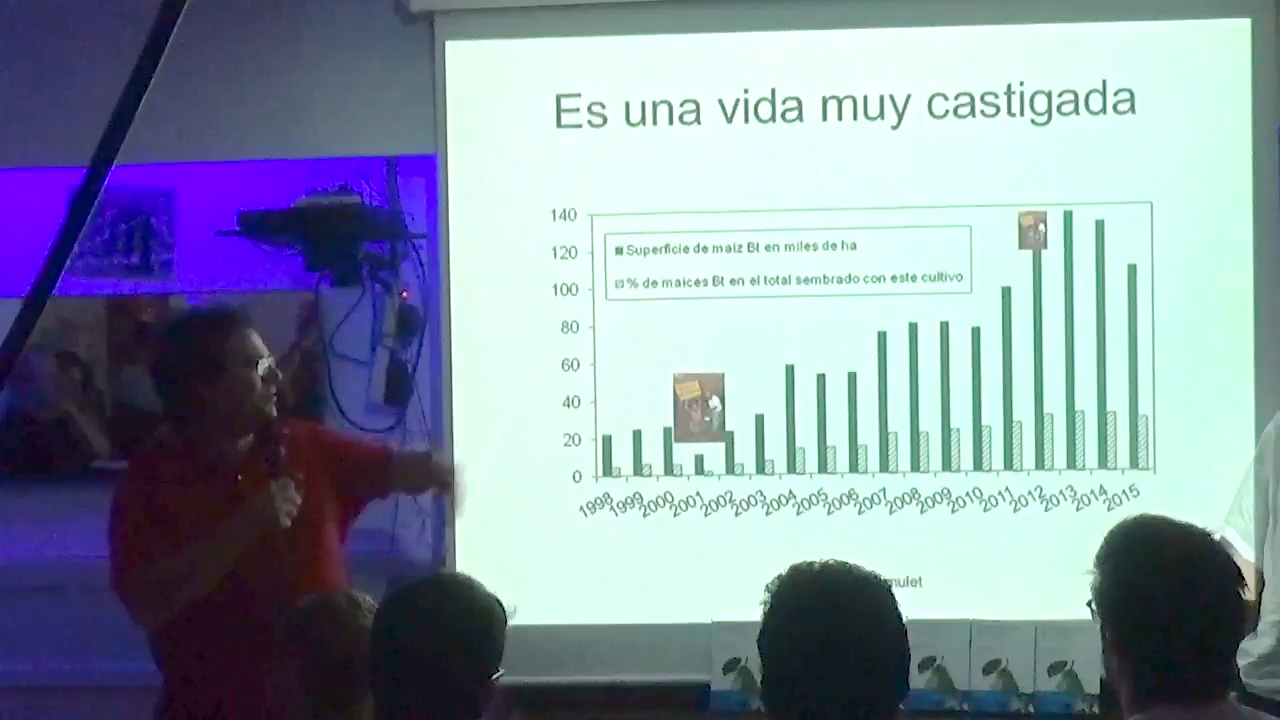 Es una vida muy castigada
140
120
100
80
60
40
20
0
Superficie de maiz Bt en miles de ha
% de maices Bt en el total sembrado con este cultivo
1998 1999 2000 2001 2002 2003 2004 2005 2006 2007 2008 2009 2010 2011 2012 2013 2014 2015